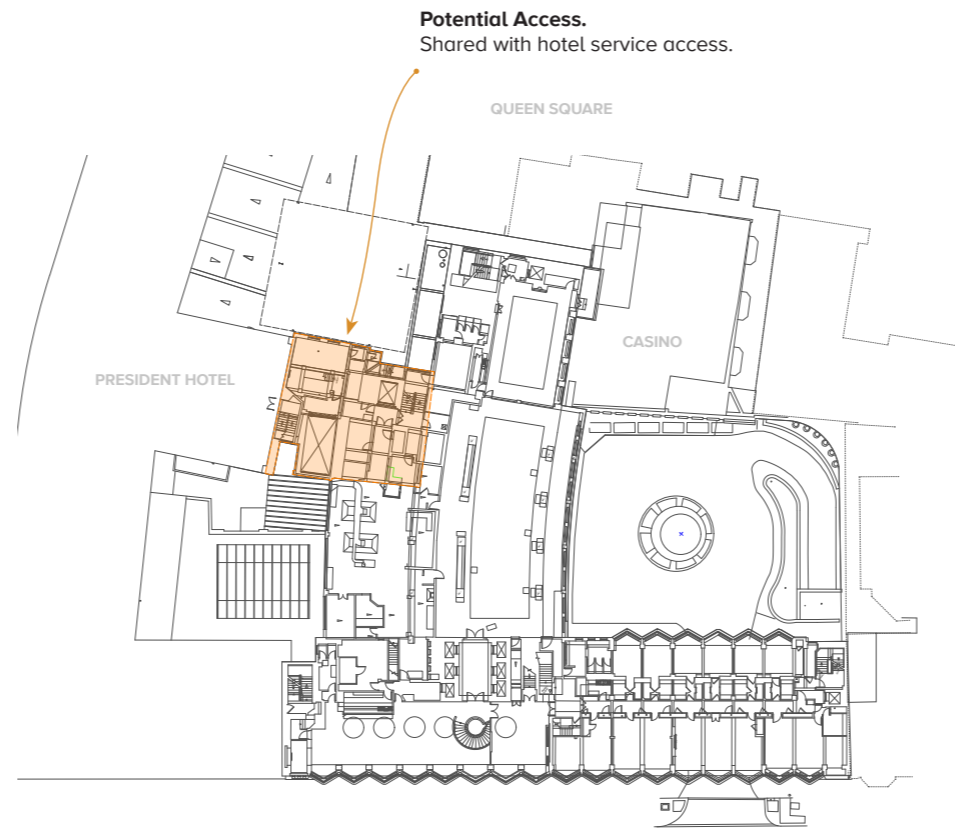 Potential Access.
Shared with hotel service access.
QUEEN SQUARE
CASINO
PRESIDENT HOTEL